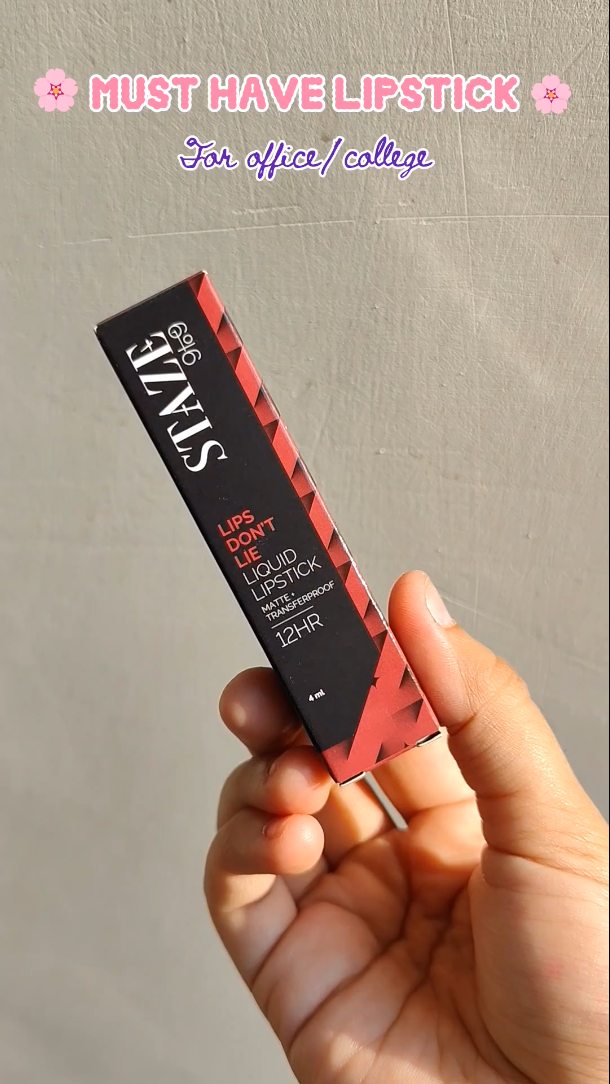 MUST HAVE LIPSTICK
For office/college
STAZE
9to9
LIPS
DON'T
LIE
LIQUID
LIPSTICK
MATTE +
TRANSFERPROOF
12HR
4 ml